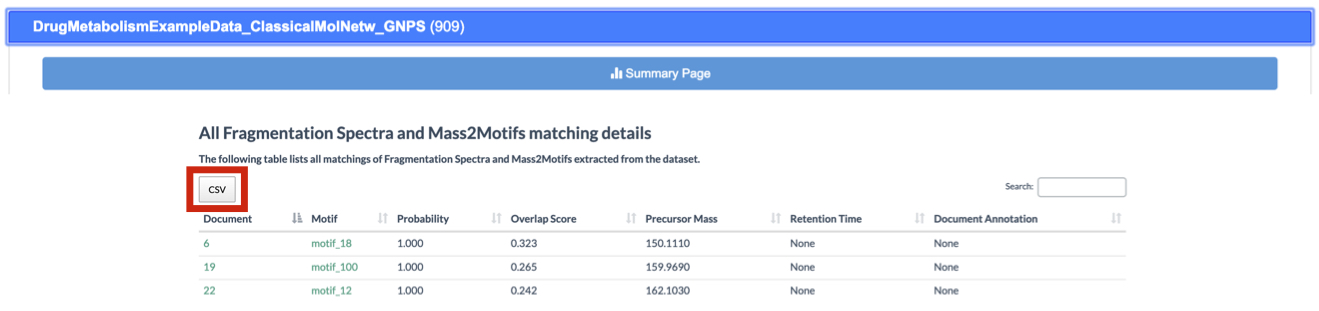 DrugMetabolismExampleData_ClassicalMolNetw_GNPS (909)
Summary Page
All Fragmentation Spectra and Mass2Motifs matching details
The following table lists all matchings of Fragmentation Spectra and Mass2Motifs extracted from the dataset.
CSV Search:
Document Motif Probability Overlap Score Precursor Mass Retention Time Document Annotation
6 motif_18 1.000 0.323 150.1110 None None
19 motif_100 1.000 0.265 159.9690 None None
22 motif_12 1.000 0.242 162.1030 None None